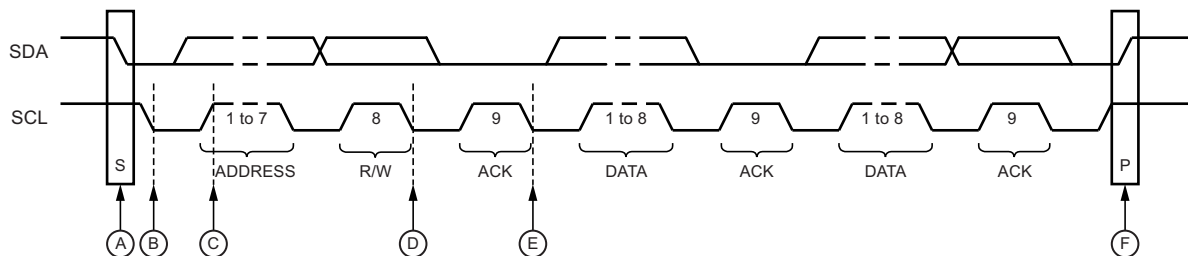 SDA
SCL
1 to 7 8 9 1 to 8 9 1 to 8 9
S ADDRESS R/W ACK DATA ACK DATA ACK P
A B C D E F